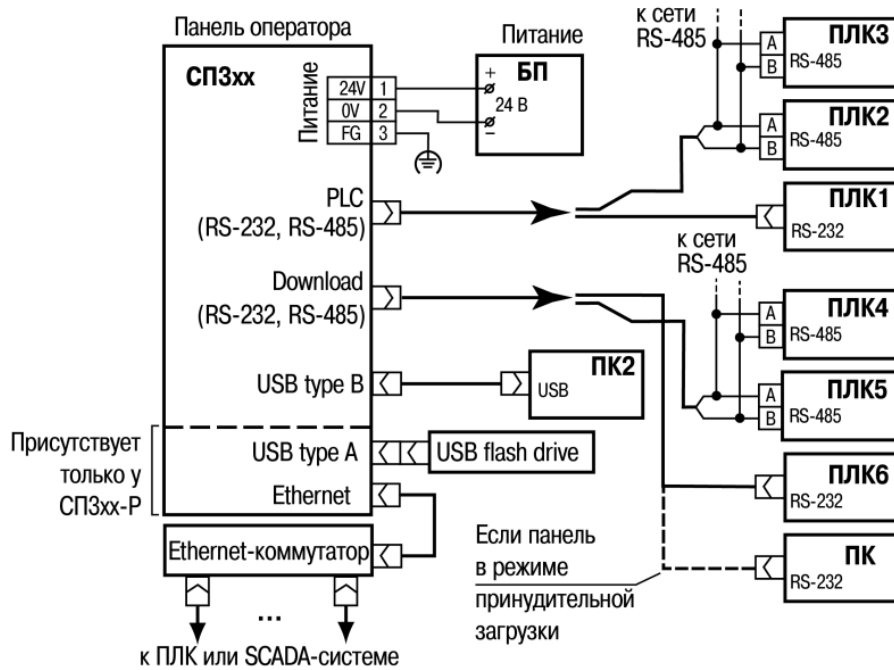 Панель оператора
СП3хх
Питание
24V 1
0V 2
FG 3
Питание
БП
+
24 В
–
к сети
RS-485
ПЛК3
A
B
RS-485
ПЛК2
A
B
RS-485
ПЛК1
RS-232
PLC
(RS-232, RS-485)
к сети
RS-485
Download
(RS-232, RS-485)
ПЛК4
A
B
RS-485
USB type B
ПК2
USB
ПЛК5
A
B
RS-485
Присутствует
только у
СП3хх-Р
USB type A
USB flash drive
Ethernet
ПЛК6
RS-232
Ethernet-коммутатор
Если панель
в режиме
принудительной
загрузки
ПК
RS-232
...
к ПЛК или SCADA-системе